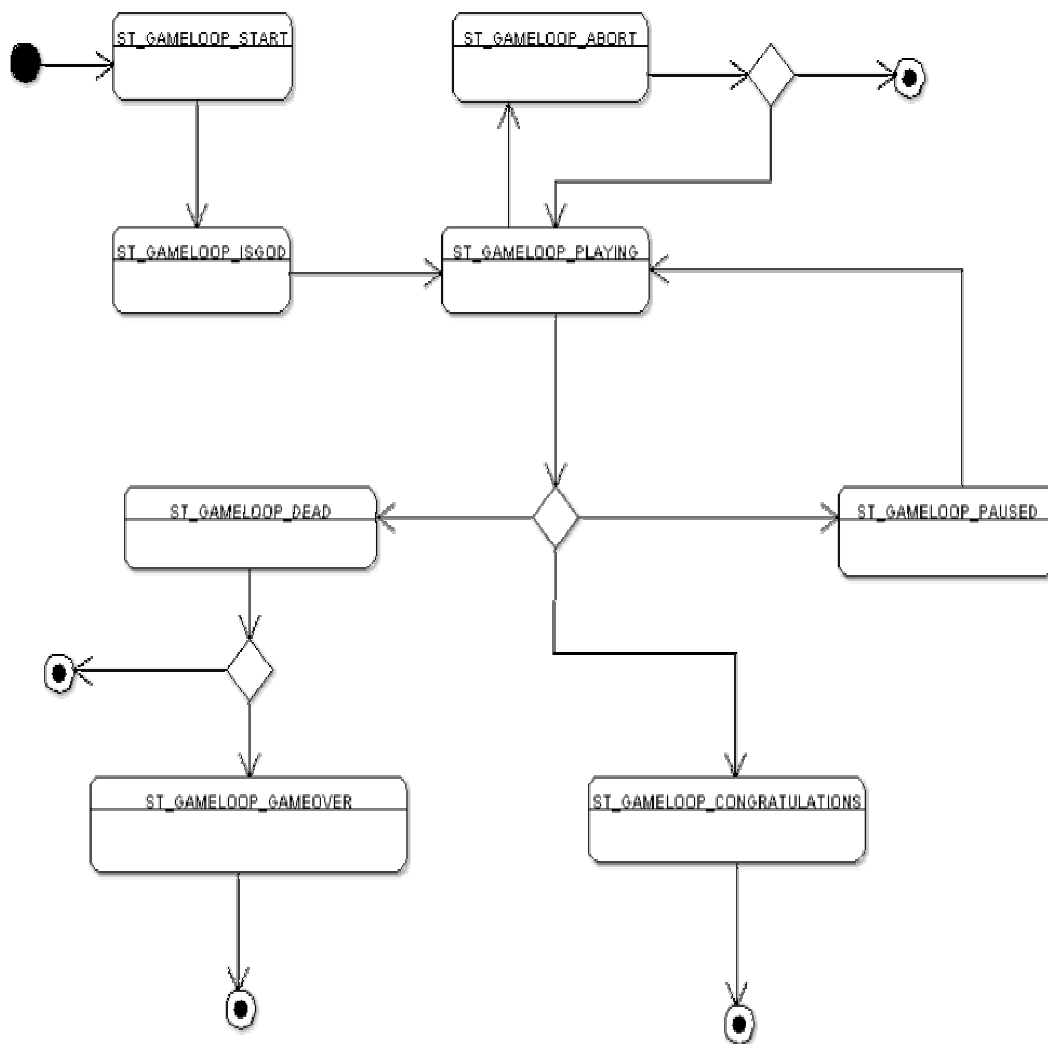 ST_GAMELOOP_START
ST_GAMELOOP_ABORT
ST_GAMELOOP_ISGOD
ST_GAMELOOP_PLAYING
ST_GAMELOOP_DEAD
ST_GAMELOOP_PAUSED
ST_GAMELOOP_GAMEOVER
ST_GAMELOOP_CONGRATULATIONS